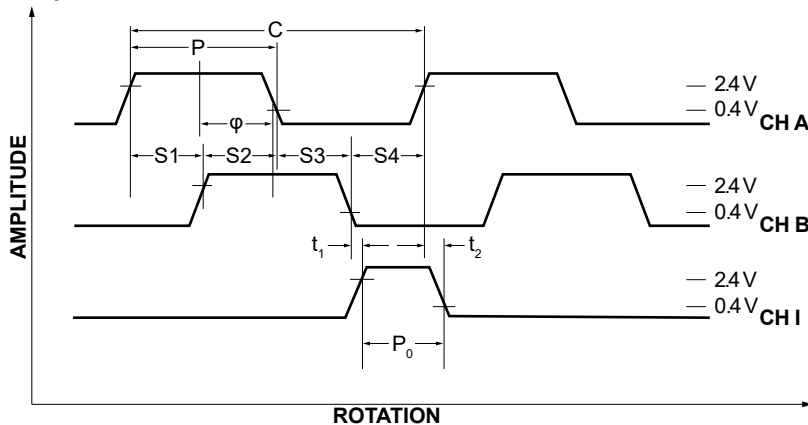 C
P
2.4 V
0.4 V CH A
φ
S1 S2 S3 S4
AMPLITUDE
2.4 V
0.4 V CH B
t₁ t₂
2.4 V
0.4 V CH I
P₀
ROTATION